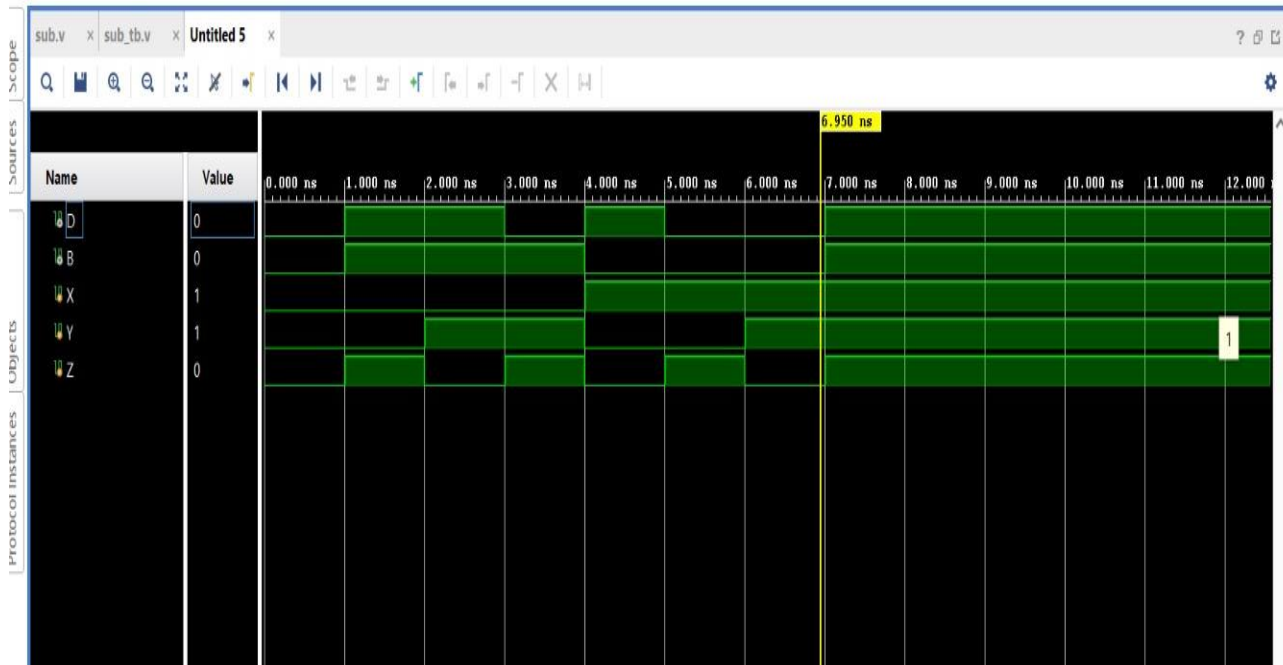 sub.v × sub_tb.v × Untitled 5 ×
?
6.950 ns
Name Value
0.000 ns 1.000 ns 2.000 ns 3.000 ns 4.000 ns 5.000 ns 6.000 ns 7.000 ns 8.000 ns 9.000 ns 10.000 ns 11.000 ns 12.000
D 0
B 0
X 1
Y 1
Z 0
1
Scope
Sources
Objects
Protocol Instances